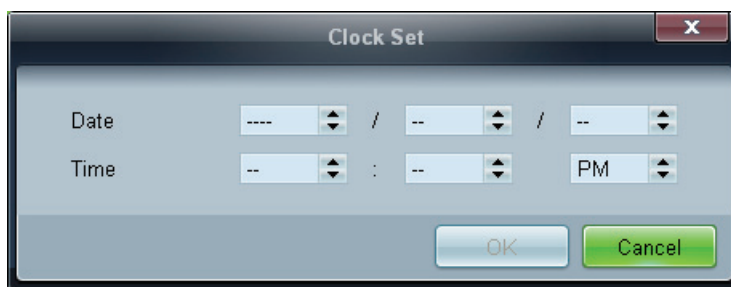 Clock Set
x
Date ---- / -- / --
Time -- : -- PM
OK Cancel